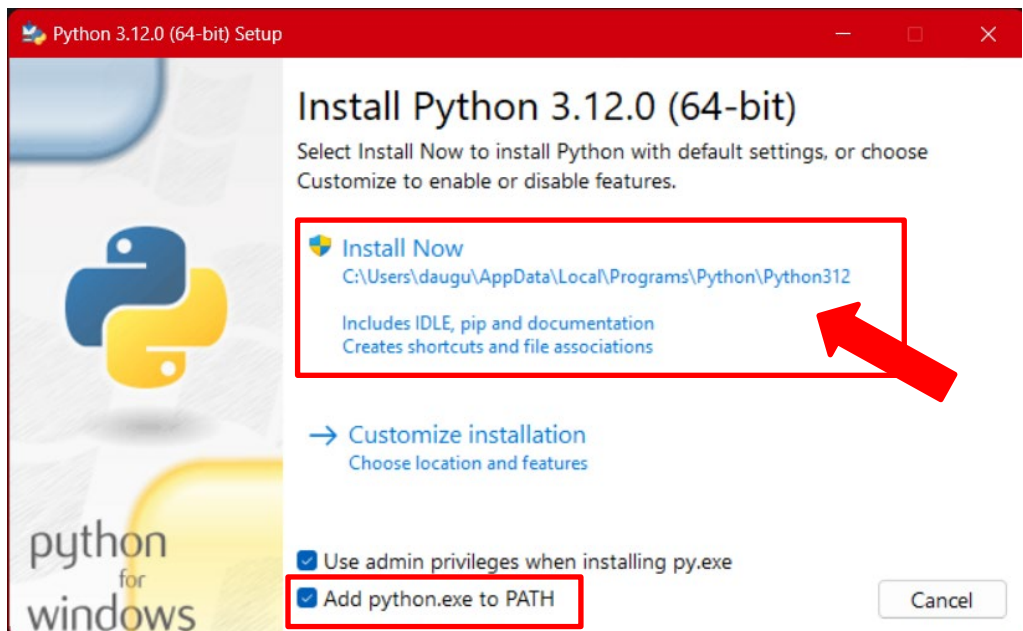 Python 3.12.0 (64-bit) Setup
Install Python 3.12.0 (64-bit)
Select Install Now to install Python with default settings, or choose
Customize to enable or disable features.
Install Now
C:\Users\daugu\AppData\Local\Programs\Python\Python312
Includes IDLE, pip and documentation
Creates shortcuts and file associations
Customize installation
Choose location and features
python
for
windows
Use admin privileges when installing py.exe
Add python.exe to PATH
Cancel